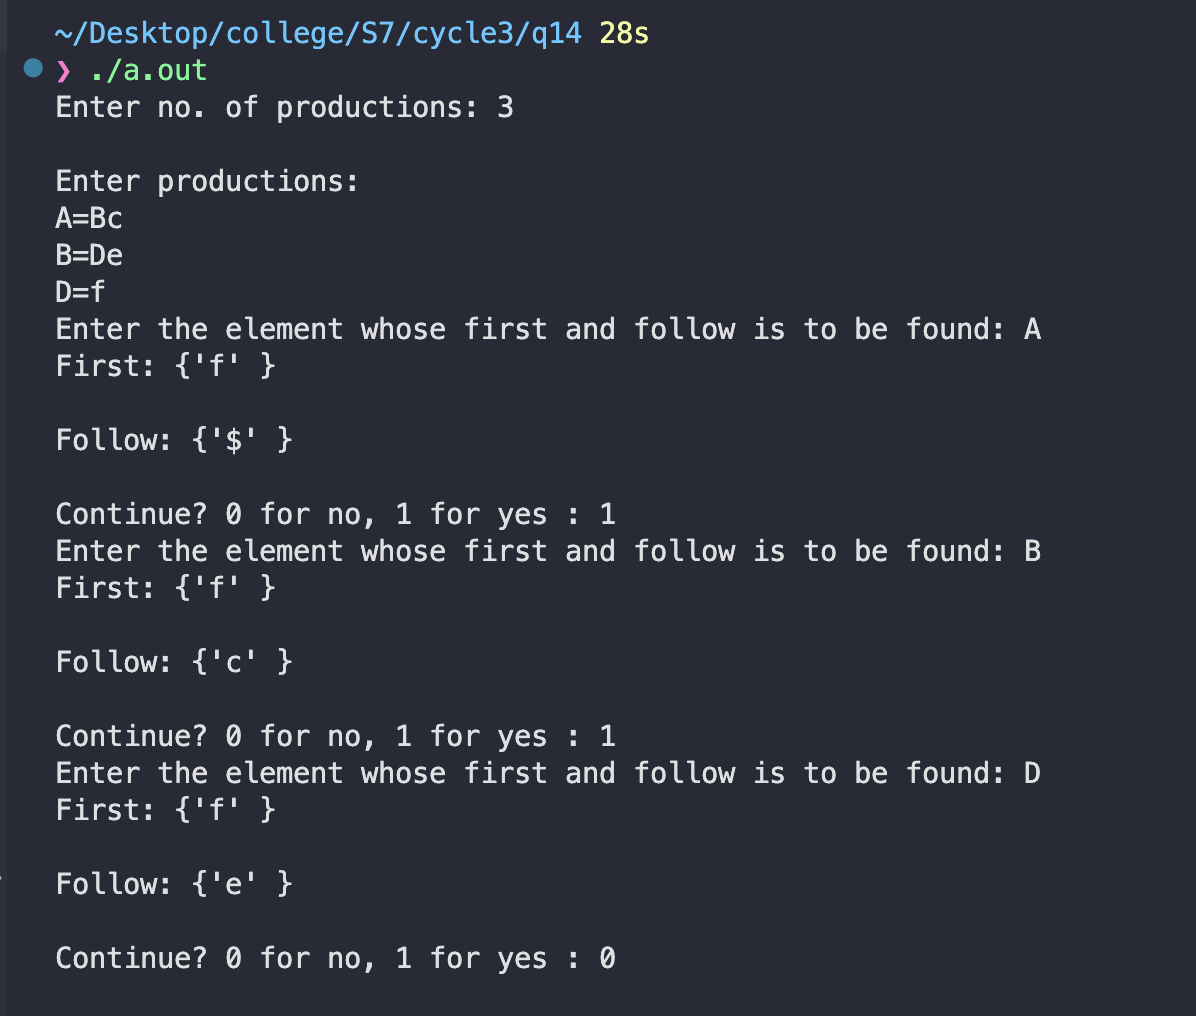 ~/Desktop/college/S7/cycle3/q14 28s
❯ ./a.out
Enter no. of productions: 3
Enter productions:
A=Bc
B=De
D=f
Enter the element whose first and follow is to be found: A
First: {'f' }
Follow: {'$' }
Continue? 0 for no, 1 for yes : 1
Enter the element whose first and follow is to be found: B
First: {'f' }
Follow: {'c' }
Continue? 0 for no, 1 for yes : 1
Enter the element whose first and follow is to be found: D
First: {'f' }
Follow: {'e' }
Continue? 0 for no, 1 for yes : 0